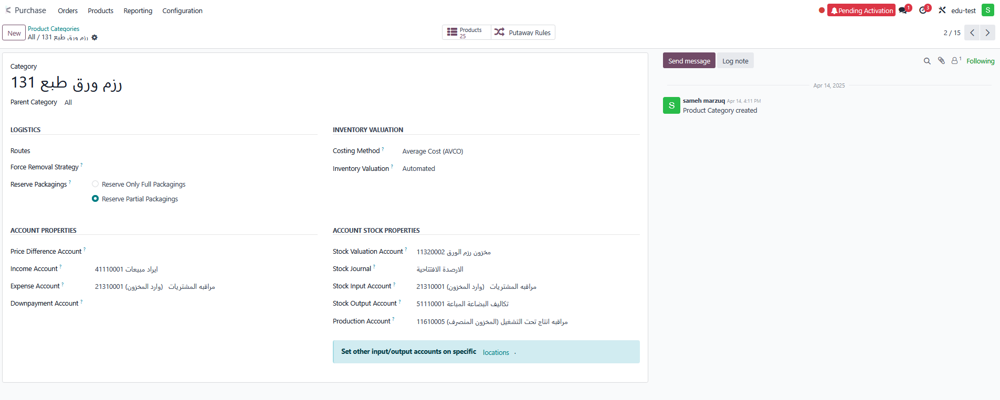 Purchase Orders Products Reporting Configuration
Pending Activation 1 3 edu-test S
New
Product Categories
All / 131 رزم ورق طبع
Products
25
Putaway Rules
2 / 15
Category
131 رزم ورق طبع
Parent Category All
LOGISTICS
Routes
Force Removal Strategy ?
Reserve Packagings ?
Reserve Only Full Packagings
Reserve Partial Packagings
INVENTORY VALUATION
Costing Method ? Average Cost (AVCO)
Inventory Valuation ? Automated
ACCOUNT PROPERTIES
Price Difference Account ?
Income Account ? 41110001 ايراد مبيعات
Expense Account ? 21310001 مراقبه المشتريات (وارد المخزون)
Downpayment Account ?
ACCOUNT STOCK PROPERTIES
Stock Valuation Account ? 11320002 مخزون رزم الورق
Stock Journal ? الارصدة الافتتاحية
Stock Input Account ? 21310001 مراقبه المشتريات (وارد المخزون)
Stock Output Account ? 51110001 تكاليف البضاعة المباعة
Production Account ? 11610005 مراقبه انتاج تحت التشغيل (المخزون المنصرف)
Set other input/output accounts on specific locations .
Send message Log note 1 Following
Apr 14, 2025
S
sameh marzuq Apr 14, 4:11 PM
Product Category created